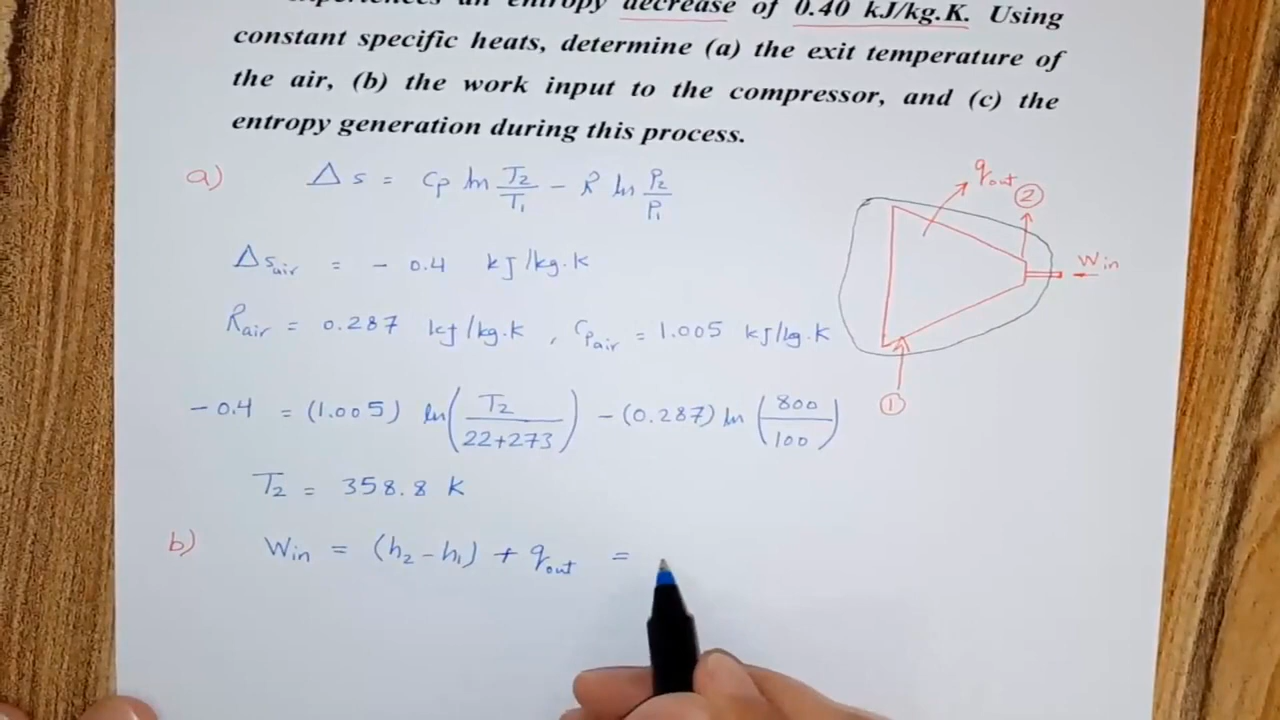 experiences an entropy decrease of 0.40 kJ/kg.K. Using
constant specific heats, determine (a) the exit temperature of
the air, (b) the work input to the compressor, and (c) the
entropy generation during this process.
a) Δs = Cp ln T2/T1 - R ln P2/P1
qout
2
Win
1
Δsair = - 0.4 kJ/kg.K
Rair = 0.287 kJ/kg.K , Cpair = 1.005 kJ/kg.K
-0.4 = (1.005) ln(T2/22+273) - (0.287) ln(800/100)
T2 = 358.8 K
b) Win = (h2-h1) + qout =